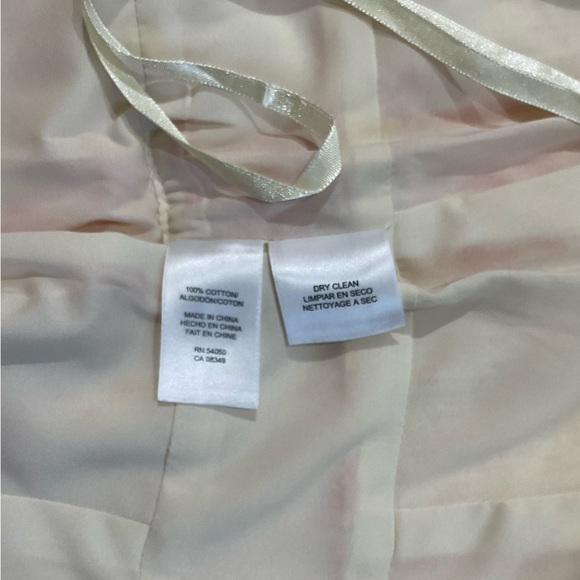 100% COTTON/
ALGODÓN/COTON
MADE IN CHINA
HECHO EN CHINA
FAIT EN CHINE
RN 54050
CA 08349
DRY CLEAN
LIMPIAR EN SECO
NETTOYAGE A SEC